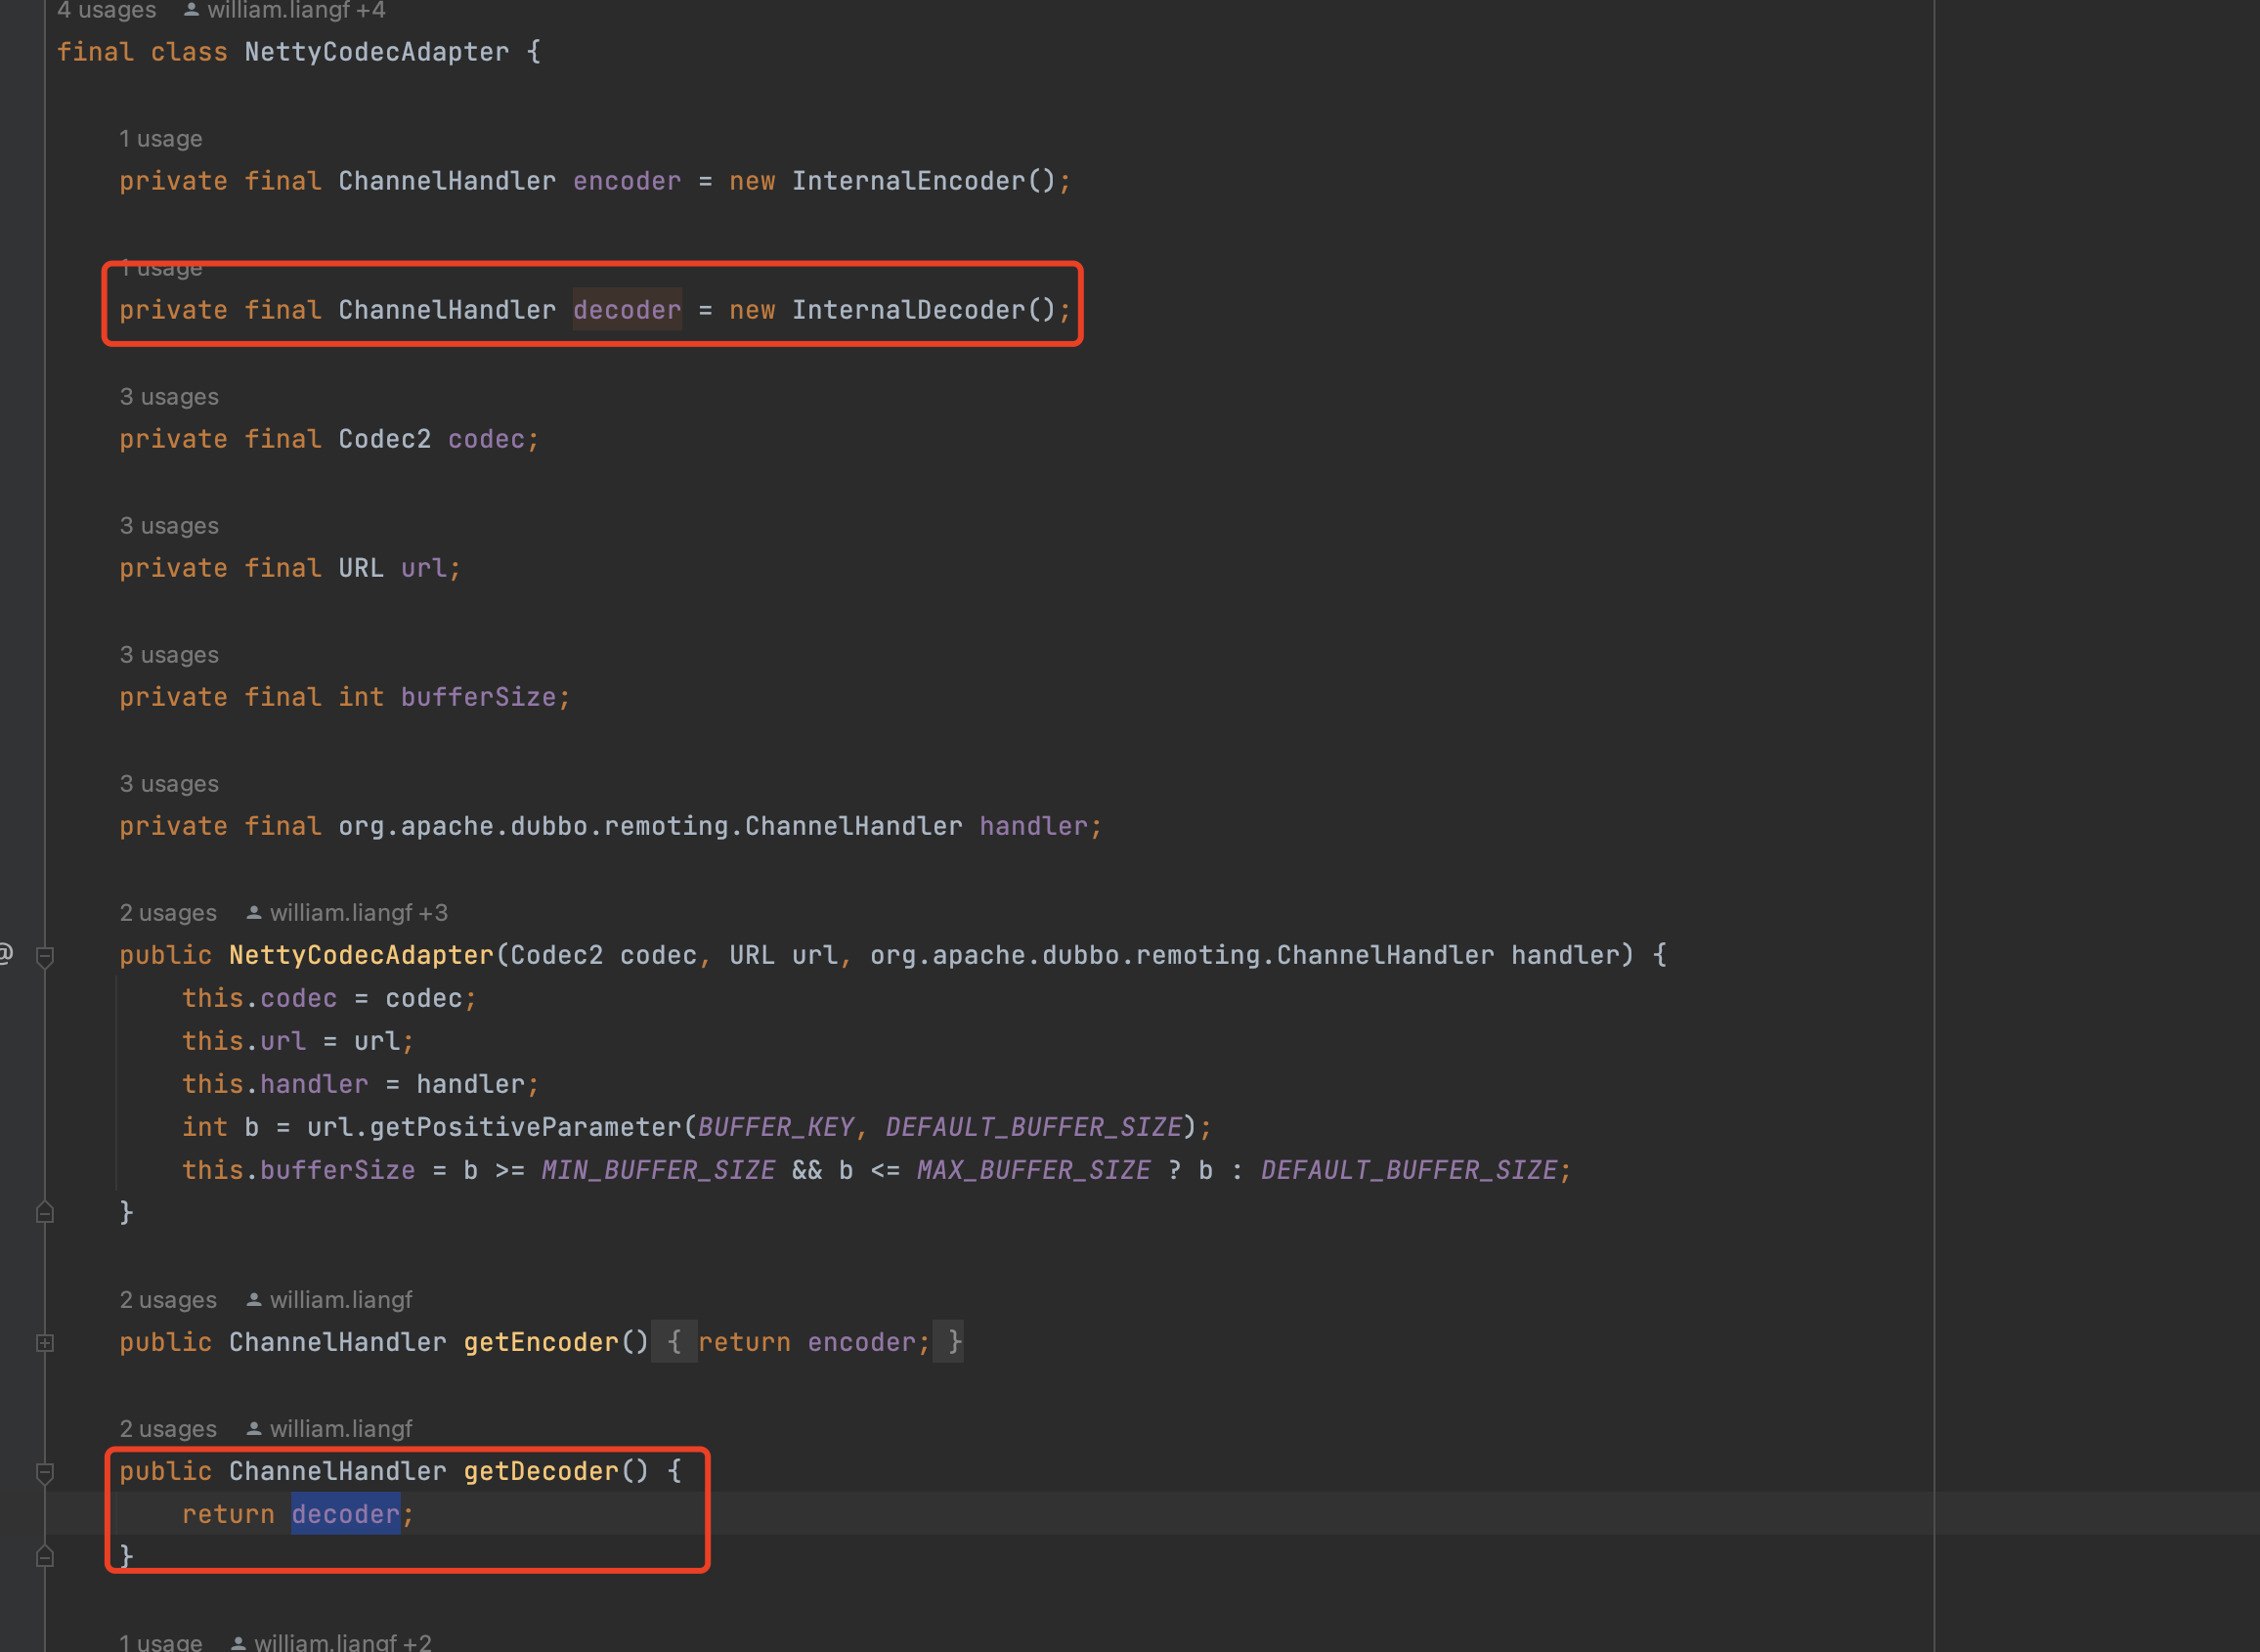 4 usages william.liangf +4
final class NettyCodecAdapter {
1 usage
private final ChannelHandler encoder = new InternalEncoder();
1 usage
private final ChannelHandler decoder = new InternalDecoder();
3 usages
private final Codec2 codec;
3 usages
private final URL url;
3 usages
private final int bufferSize;
3 usages
private final org.apache.dubbo.remoting.ChannelHandler handler;
2 usages william.liangf +3
@ public NettyCodecAdapter(Codec2 codec, URL url, org.apache.dubbo.remoting.ChannelHandler handler) {
this.codec = codec;
this.url = url;
this.handler = handler;
int b = url.getPositiveParameter(BUFFER_KEY, DEFAULT_BUFFER_SIZE);
this.bufferSize = b >= MIN_BUFFER_SIZE && b <= MAX_BUFFER_SIZE ? b : DEFAULT_BUFFER_SIZE;
}
2 usages william.liangf
public ChannelHandler getEncoder() { return encoder; }
2 usages william.liangf
public ChannelHandler getDecoder() {
return decoder;
}
1 usage william.liangf +2